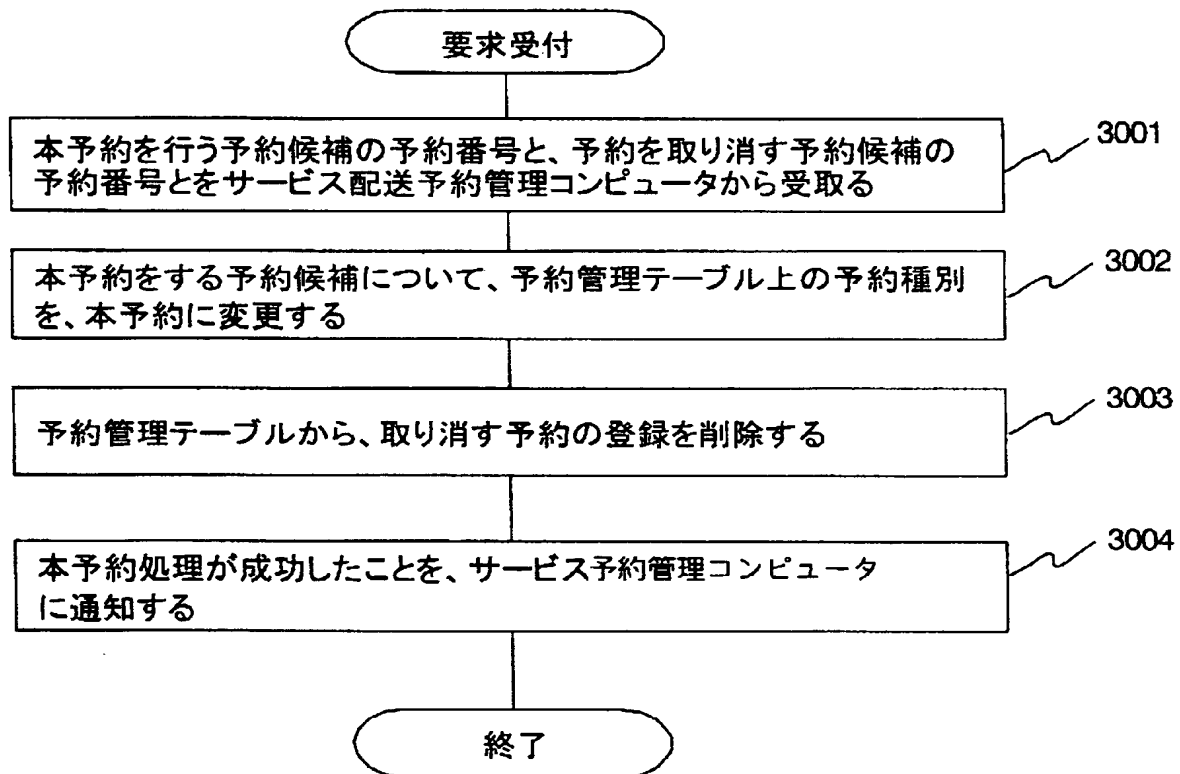 要求受付
本予約を行う予約候補の予約番号と、予約を取り消す予約候補の
予約番号とをサービス配送予約管理コンピュータから受取る
3001
本予約をする予約候補について、予約管理テーブル上の予約種別
を、本予約に変更する
3002
予約管理テーブルから、取り消す予約の登録を削除する
3003
本予約処理が成功したことを、サービス予約管理コンピュータ
に通知する
3004
終了